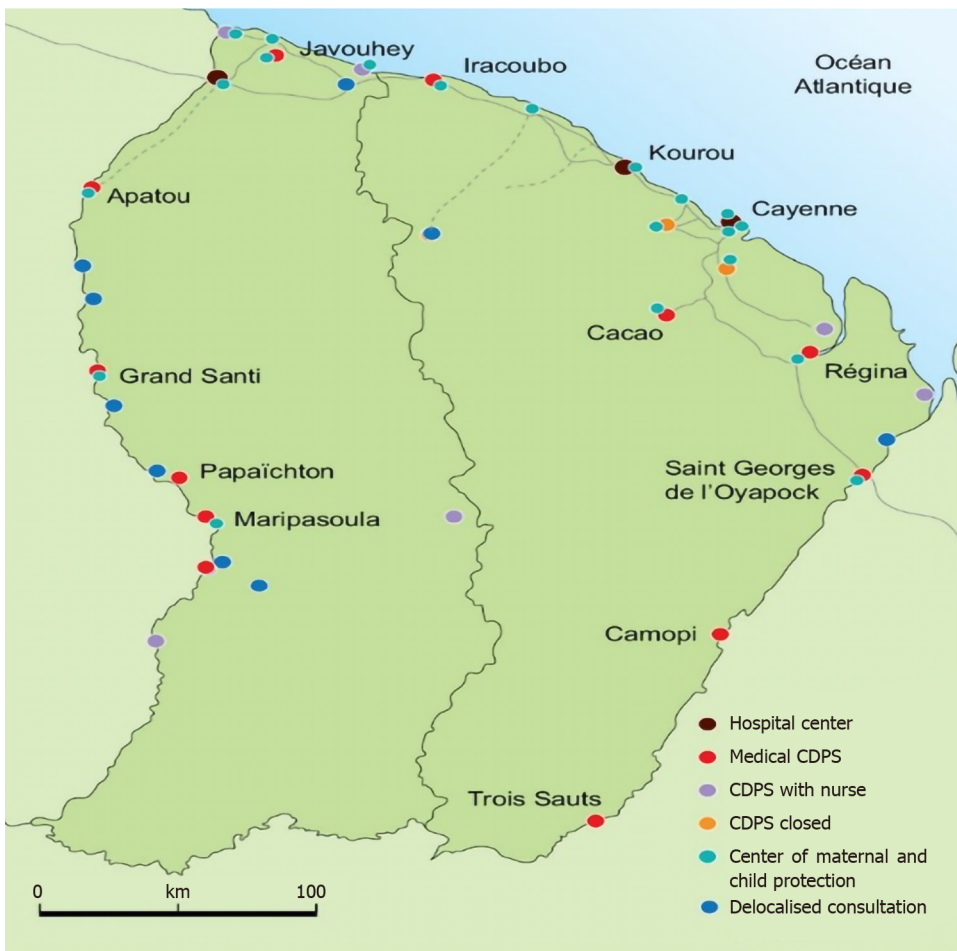 Javouhey
Iracoubo
Océan
Atlantique
Kourou
Apatou
Cayenne
Cacao
Grand Santi
Régina
Papaïchton
Saint Georges
de l'Oyapock
Maripasoula
Camopi
Trois Sauts
Hospital center
Medical CDPS
CDPS with nurse
CDPS closed
Center of maternal and
child protection
Delocalised consultation
0 km 100